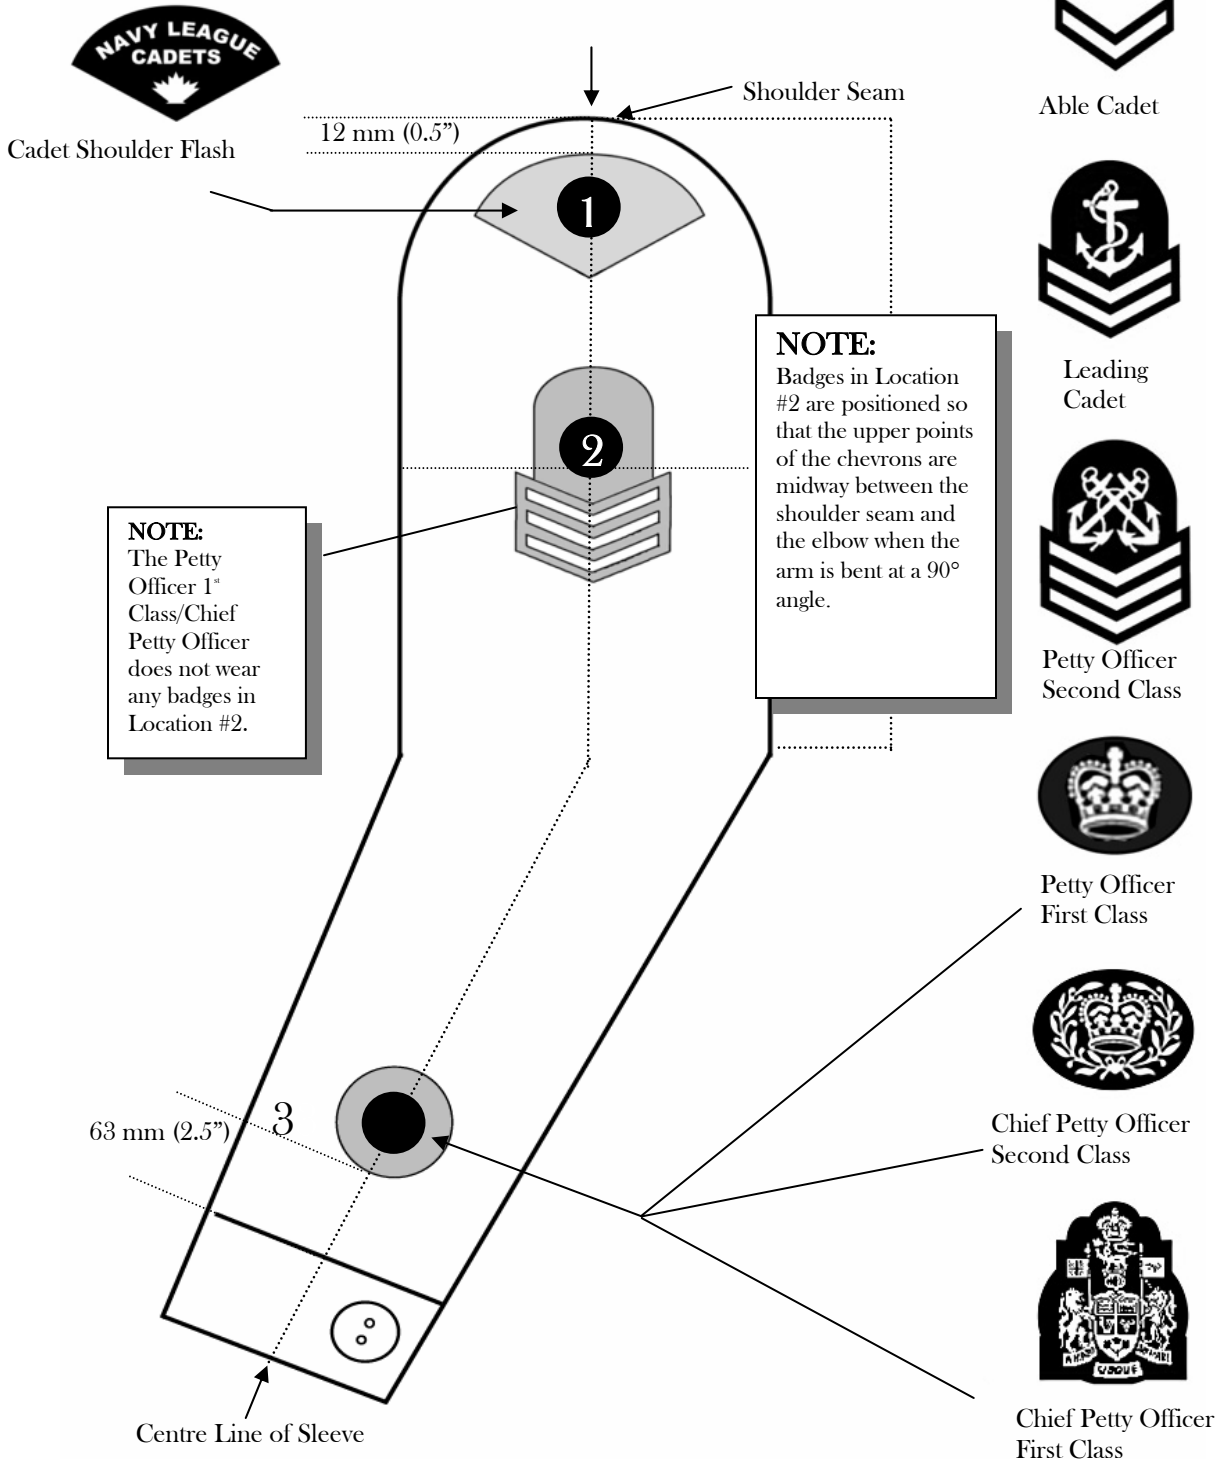 NAVY LEAGUE
CADETS
Cadet Shoulder Flash
12 mm (0.5”)
Shoulder Seam
1
2
NOTE:
The Petty
Officer 1st
Class/Chief
Petty Officer
does not wear
any badges in
Location #2.
NOTE:
Badges in Location
#2 are positioned so
that the upper points
of the chevrons are
midway between the
shoulder seam and
the elbow when the
arm is bent at a 90°
angle.
3
63 mm (2.5”)
Centre Line of Sleeve
Able Cadet
Leading
Cadet
Petty Officer
Second Class
Petty Officer
First Class
Chief Petty Officer
Second Class
Chief Petty Officer
First Class